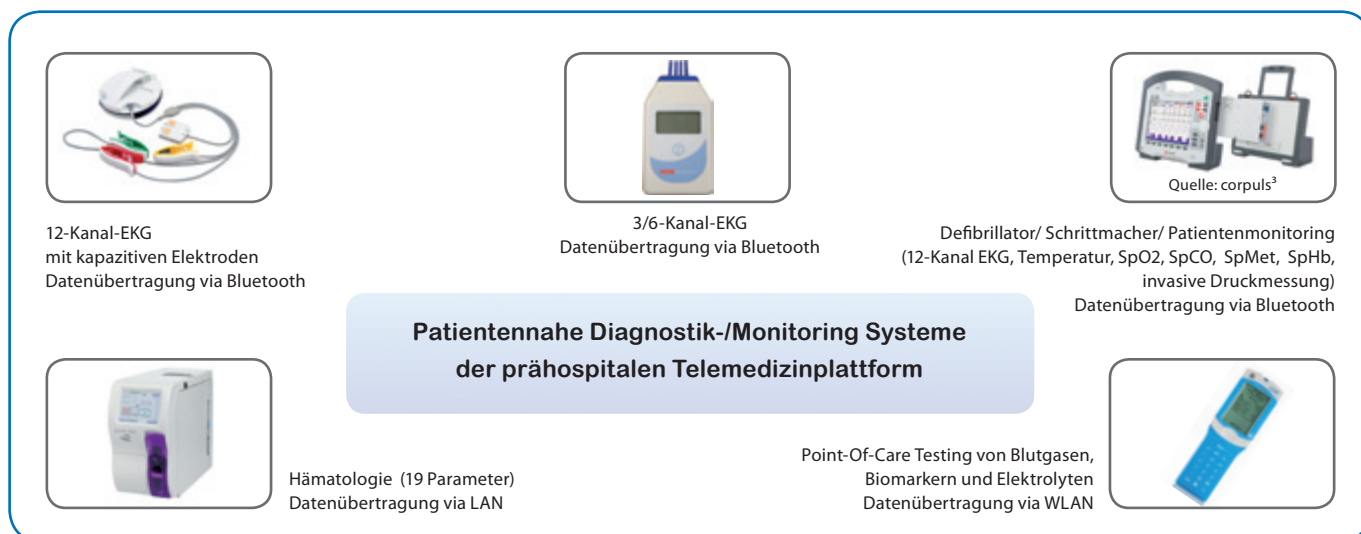 Quelle: corpuls³
12-Kanal-EKG
mit kapazitiven Elektroden
Datenübertragung via Bluetooth
3/6-Kanal-EKG
Datenübertragung via Bluetooth
Defibrillator/ Schrittmacher/ Patientenmonitoring
(12-Kanal EKG, Temperatur, SpO2, SpCO, SpMet, SpHb,
invasive Druckmessung)
Datenübertragung via Bluetooth
Patientennahe Diagnostik-/Monitoring Systeme
der prähospitalen Telemedizinplattform
Hämatologie (19 Parameter)
Datenübertragung via LAN
Point-Of-Care Testing von Blutgasen,
Biomarkern und Elektrolyten
Datenübertragung via WLAN